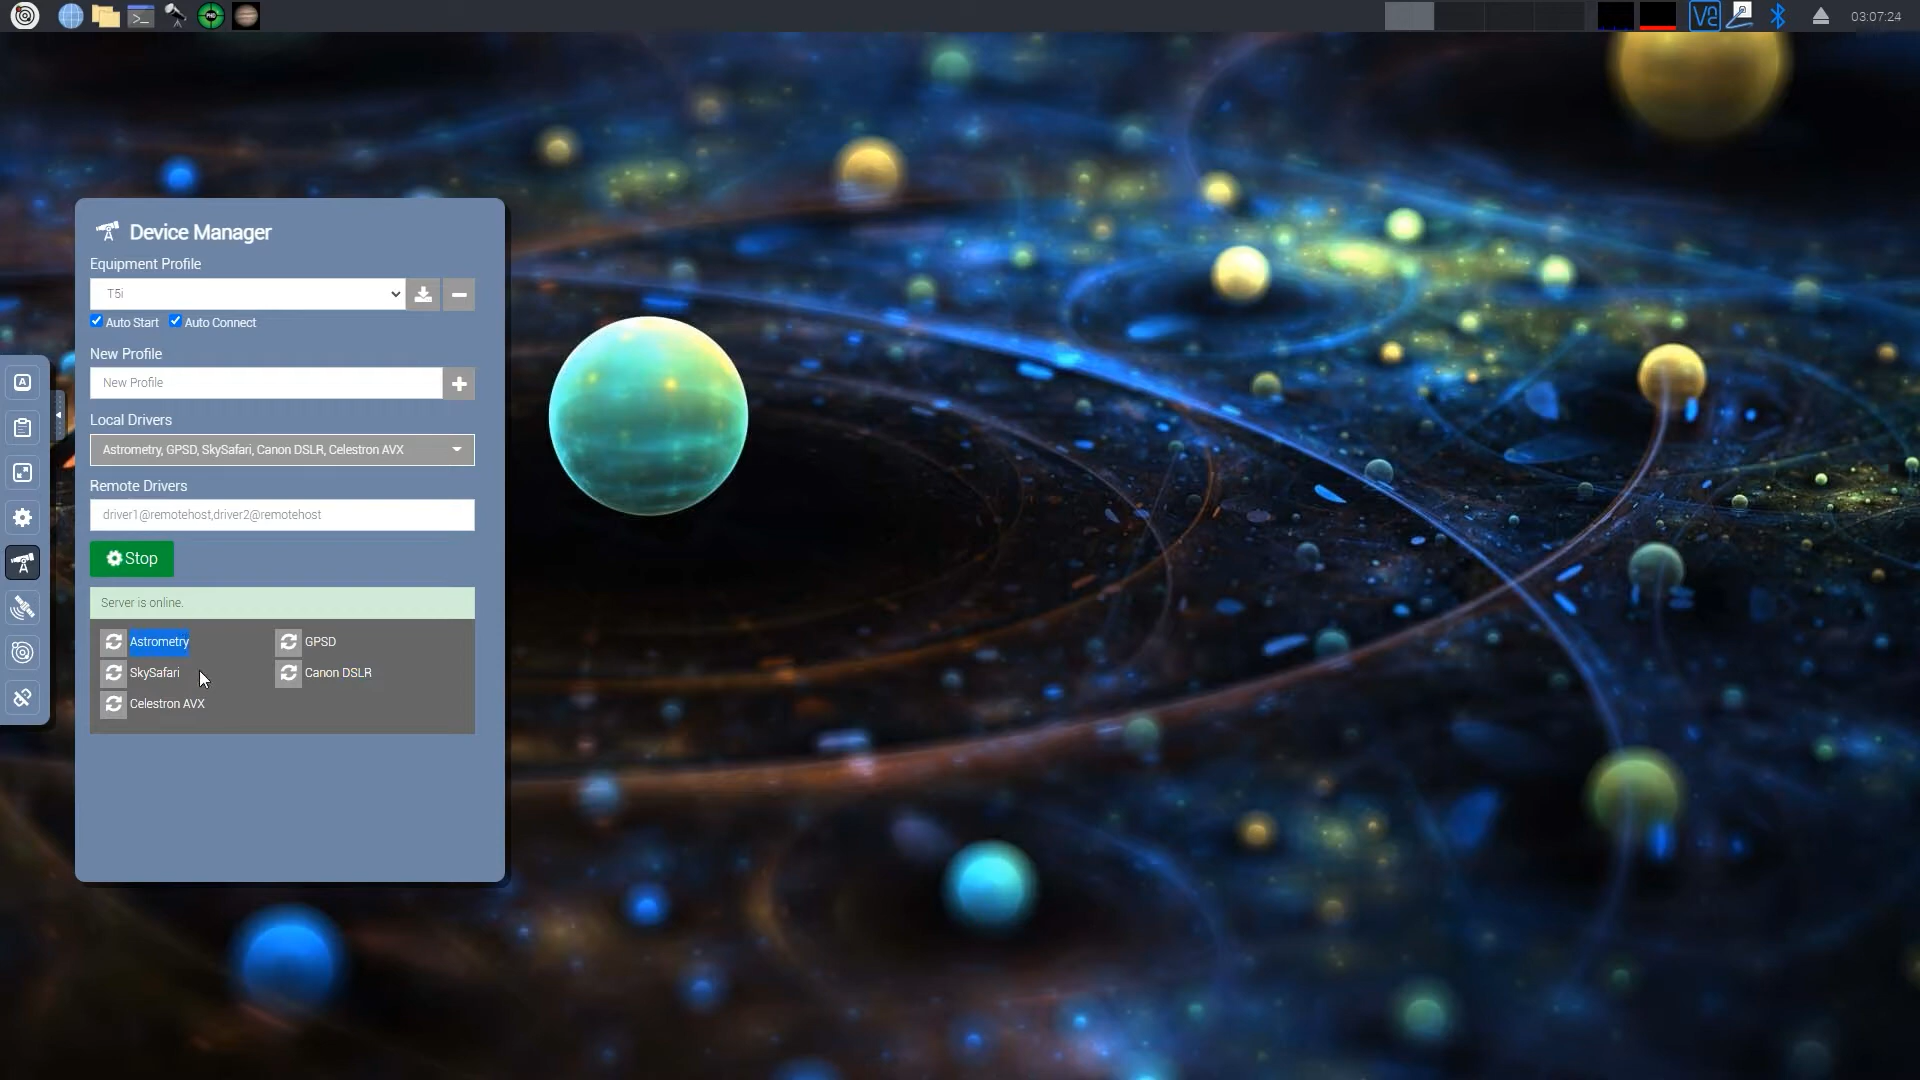 03:07:24
Device Manager
Equipment Profile
T5i
Auto Start Auto Connect
New Profile
New Profile
Local Drivers
Astrometry, GPSD, SkySafari, Canon DSLR, Celestron AVX
Remote Drivers
driver1@remotehost,driver2@remotehost
Stop
Server is online.
Astrometry GPSD
SkySafari Canon DSLR
Celestron AVX